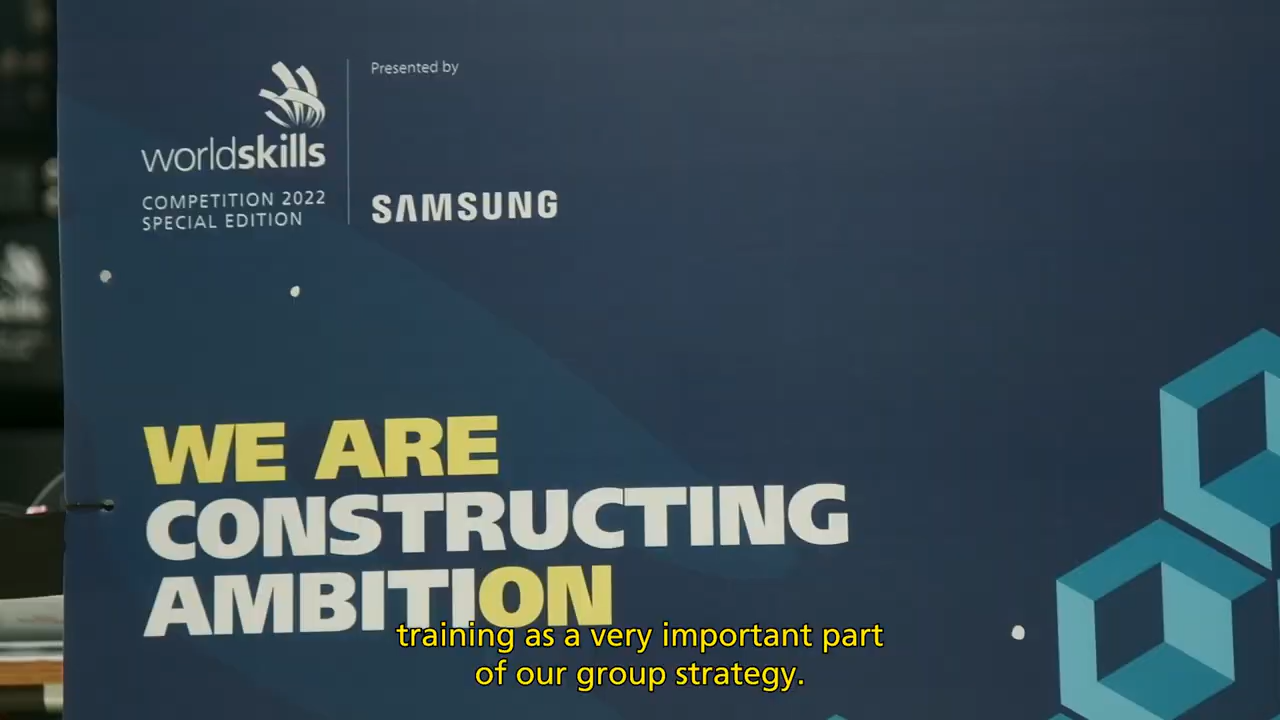 Presented by
worldskills
COMPETITION 2022
SPECIAL EDITION
SAMSUNG
WE ARE
CONSTRUCTING
AMBITION
training as a very important part
of our group strategy.